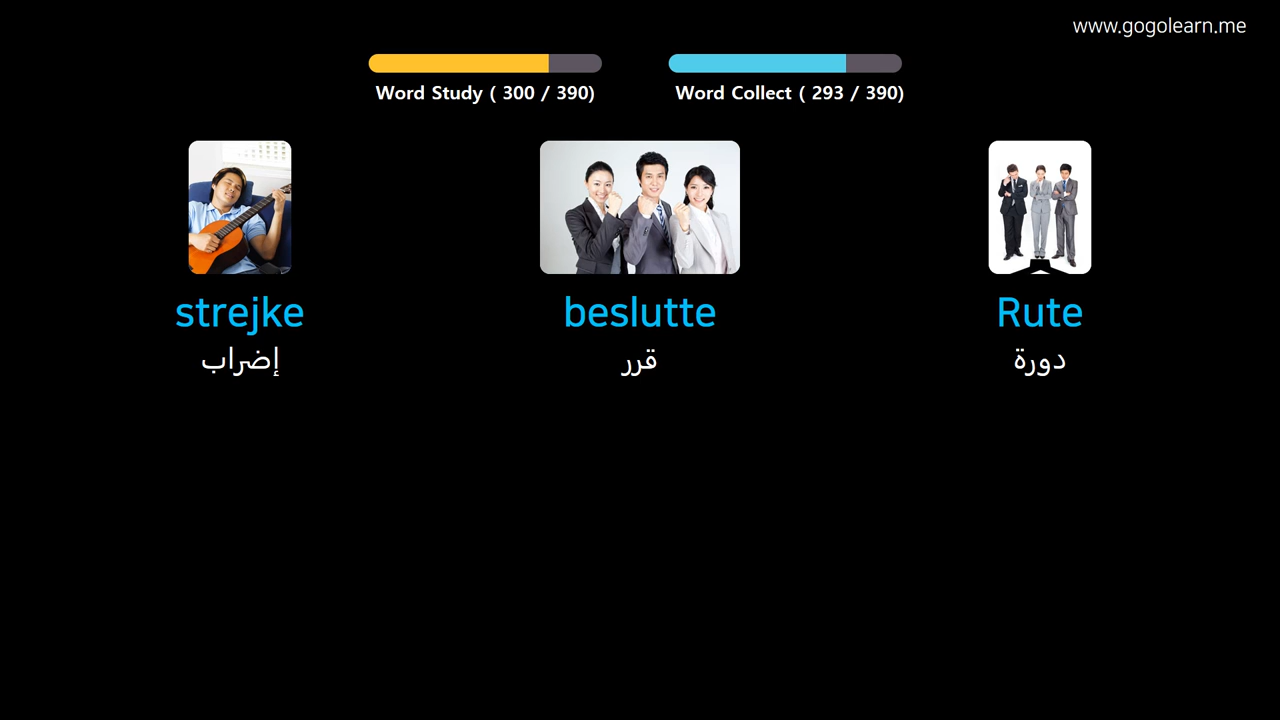 www.gogolearn.me
Word Study ( 300 / 390)
Word Collect ( 293 / 390)
strejke
إضراب
beslutte
قرر
Rute
دورة